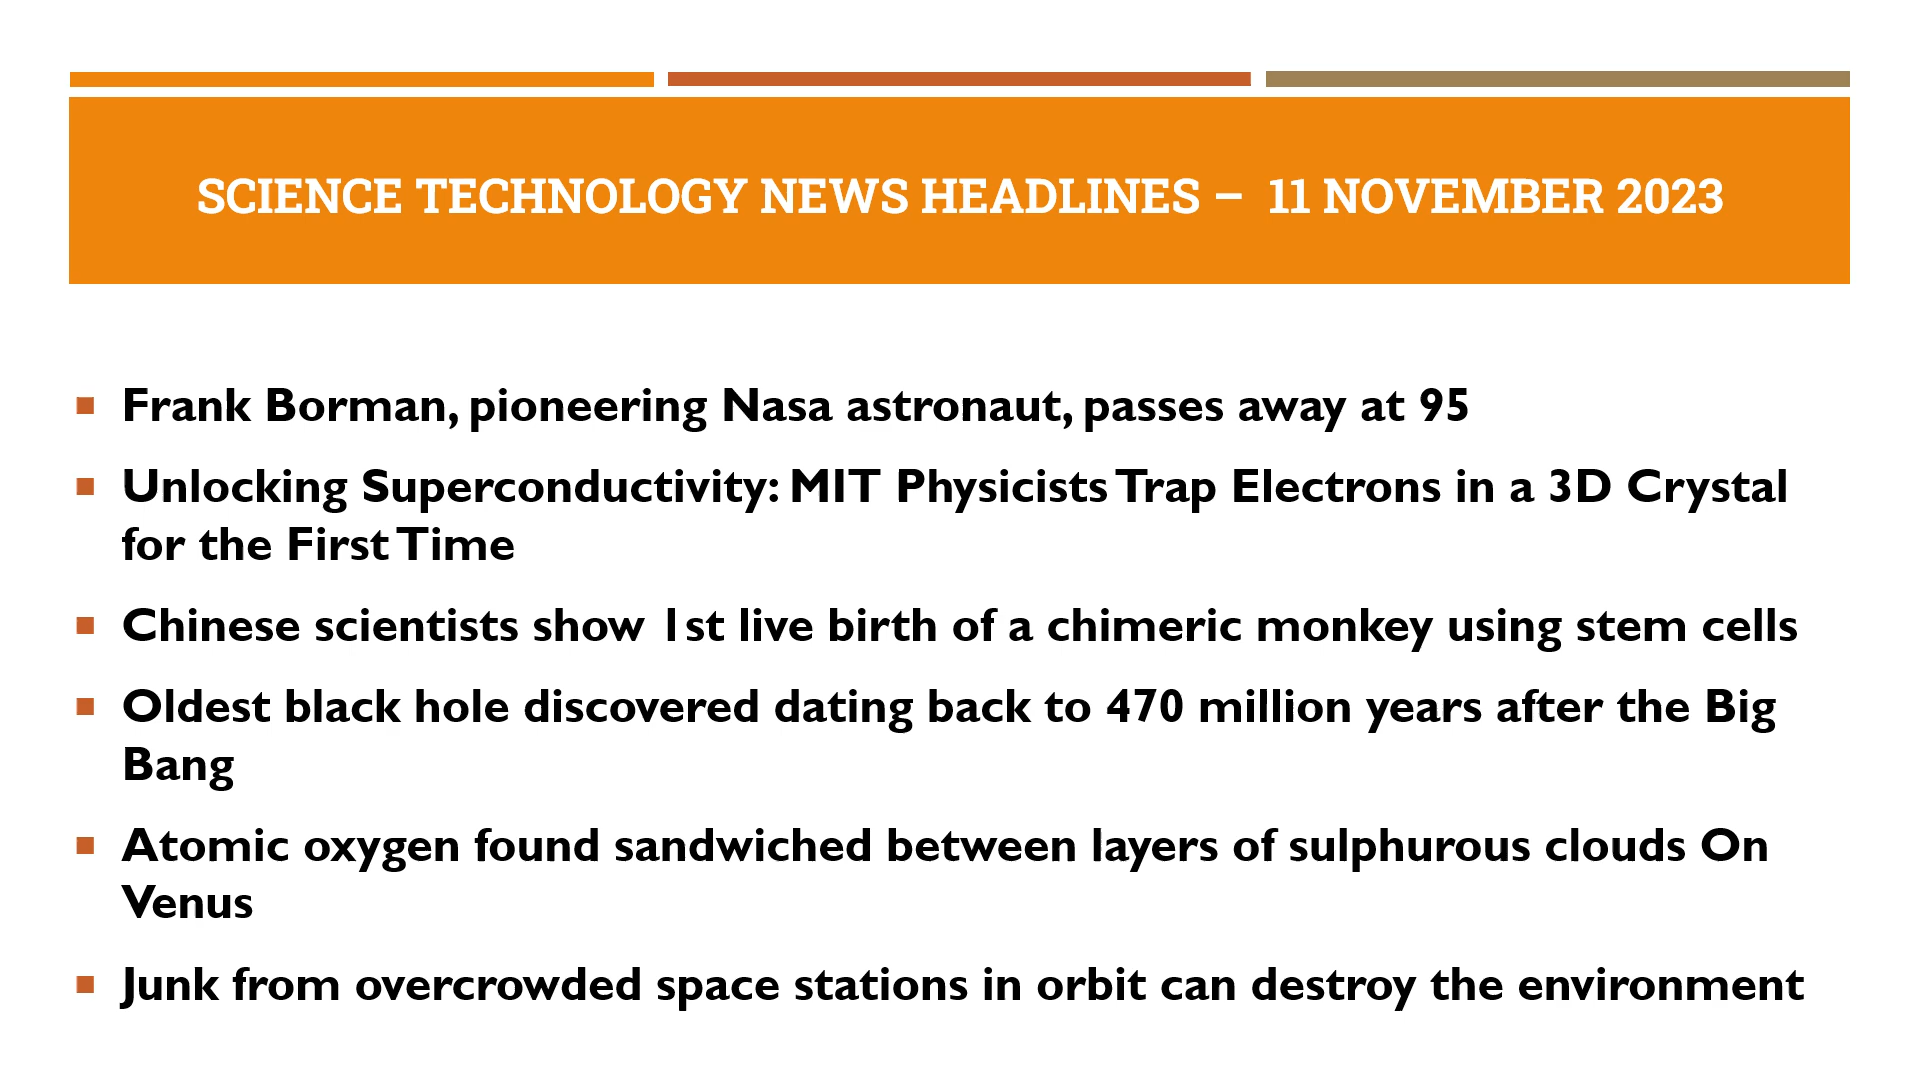 SCIENCE TECHNOLOGY NEWS HEADLINES – 11 NOVEMBER 2023
Frank Borman, pioneering Nasa astronaut, passes away at 95
Unlocking Superconductivity: MIT Physicists Trap Electrons in a 3D Crystal
for the First Time
Chinese scientists show 1st live birth of a chimeric monkey using stem cells
Oldest black hole discovered dating back to 470 million years after the Big
Bang
Atomic oxygen found sandwiched between layers of sulphurous clouds On
Venus
Junk from overcrowded space stations in orbit can destroy the environment